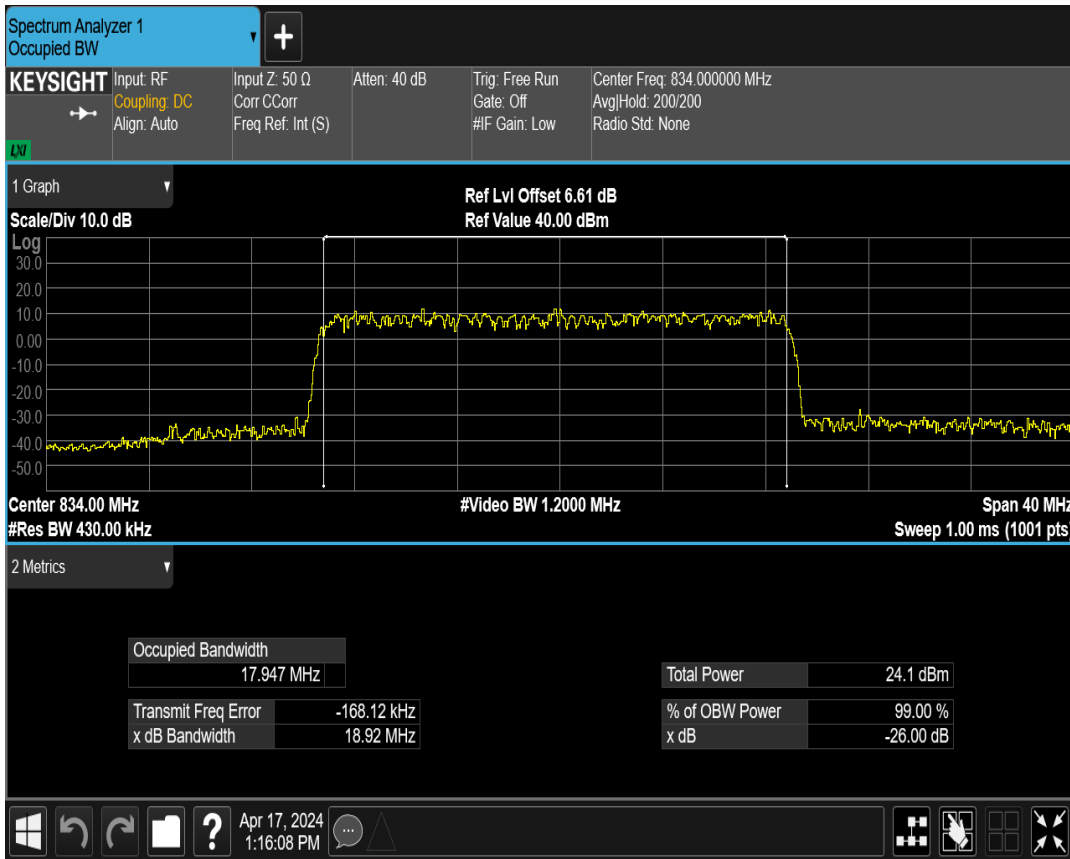 Spectrum Analyzer 1
Occupied BW
+
KEYSIGHT
LXI
Input: RF
Coupling: DC
Align: Auto
Input Z: 50 Ω
Corr CCorr
Freq Ref: Int (S)
Atten: 40 dB
Trig: Free Run
Gate: Off
#IF Gain: Low
Center Freq: 834.000000 MHz
Avg|Hold: 200/200
Radio Std: None
1 Graph
Scale/Div 10.0 dB
Ref Lvl Offset 6.61 dB
Ref Value 40.00 dBm
Log
30.0
20.0
10.0
0.00
-10.0
-20.0
-30.0
-40.0
-50.0
Center 834.00 MHz
#Res BW 430.00 kHz
#Video BW 1.2000 MHz
Span 40 MHz
Sweep 1.00 ms (1001 pts)
2 Metrics
Occupied Bandwidth
17.947 MHz
Transmit Freq Error -168.12 kHz
x dB Bandwidth 18.92 MHz
Total Power 24.1 dBm
% of OBW Power 99.00 %
x dB -26.00 dB
?
Apr 17, 2024
1:16:08 PM